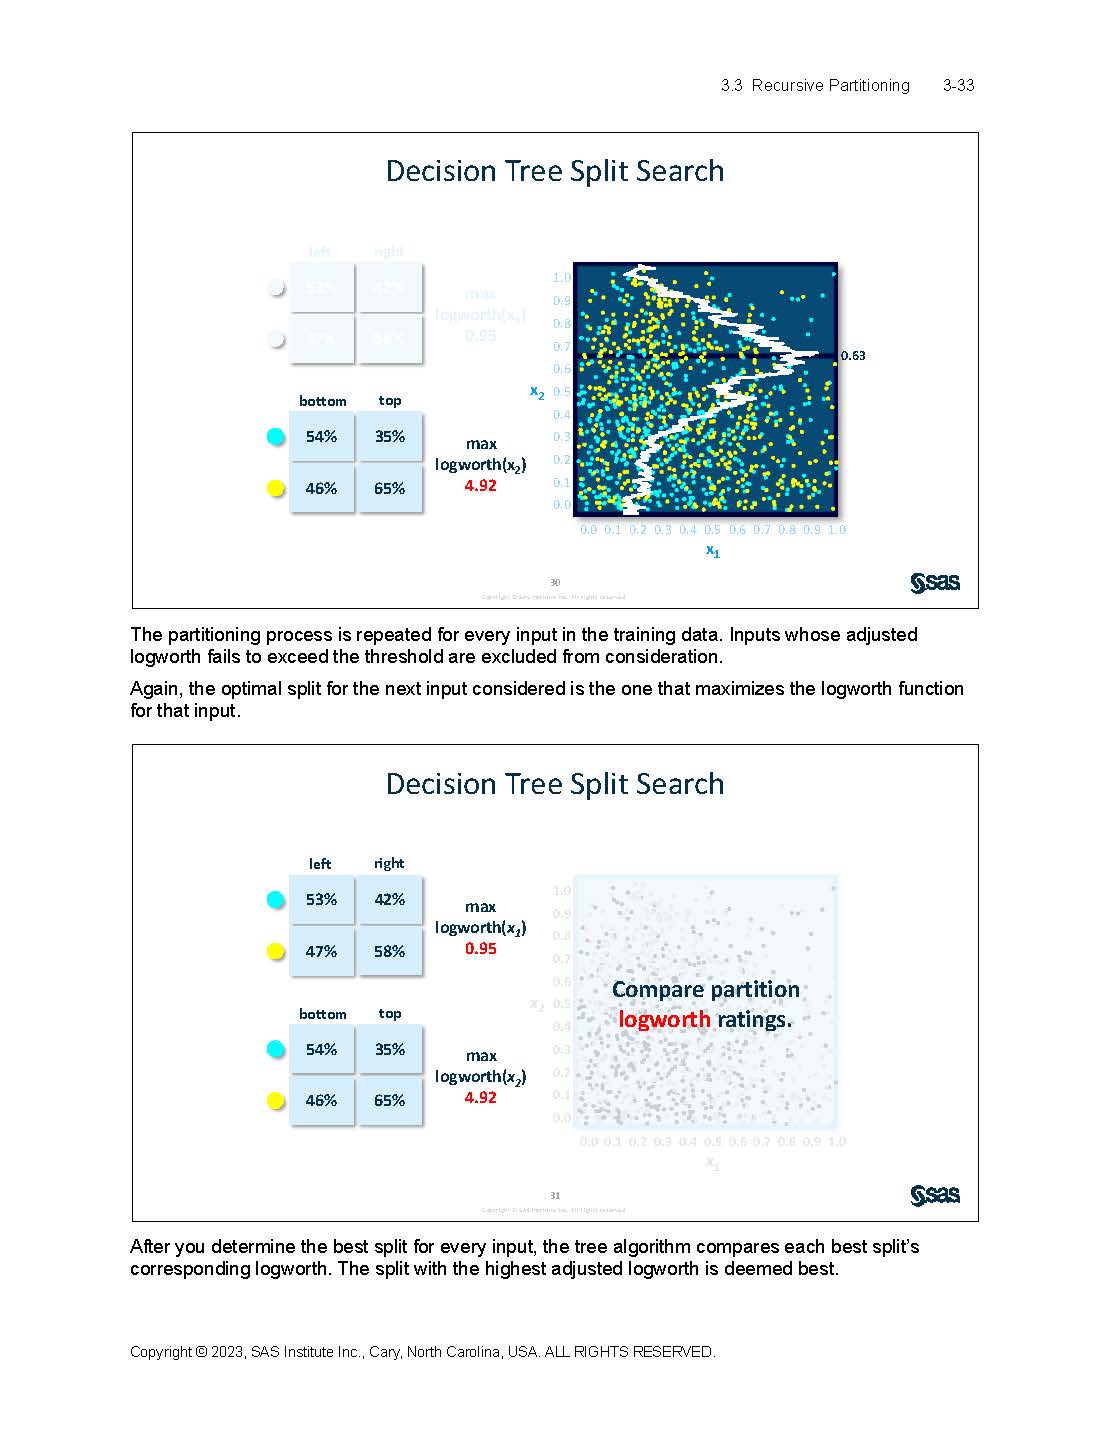 3.3 Recursive Partitioning 3-33
Decision Tree Split Search
left right
53% 42%
47% 58%
max
logworth(x1)
0.95
bottom top
54% 35%
46% 65%
max
logworth(x2)
4.92
1.0
0.9
0.8
0.7
0.6
0.5
0.4
0.3
0.2
0.1
0.0
x2
0.63
0.0 0.1 0.2 0.3 0.4 0.5 0.6 0.7 0.8 0.9 1.0
x1
30
Copyright © SAS Institute Inc. All rights reserved.
sas
The partitioning process is repeated for every input in the training data. Inputs whose adjusted
logworth fails to exceed the threshold are excluded from consideration.
Again, the optimal split for the next input considered is the one that maximizes the logworth function
for that input.
Decision Tree Split Search
left right
53% 42%
47% 58%
max
logworth(x1)
0.95
bottom top
54% 35%
46% 65%
max
logworth(x2)
4.92
1.0
0.9
0.8
0.7
0.6
0.5
0.4
0.3
0.2
0.1
0.0
x2
Compare partition
logworth ratings.
0.0 0.1 0.2 0.3 0.4 0.5 0.6 0.7 0.8 0.9 1.0
x1
31
Copyright © SAS Institute Inc. All rights reserved.
sas
After you determine the best split for every input, the tree algorithm compares each best split’s
corresponding logworth. The split with the highest adjusted logworth is deemed best.
Copyright © 2023, SAS Institute Inc., Cary, North Carolina, USA. ALL RIGHTS RESERVED.